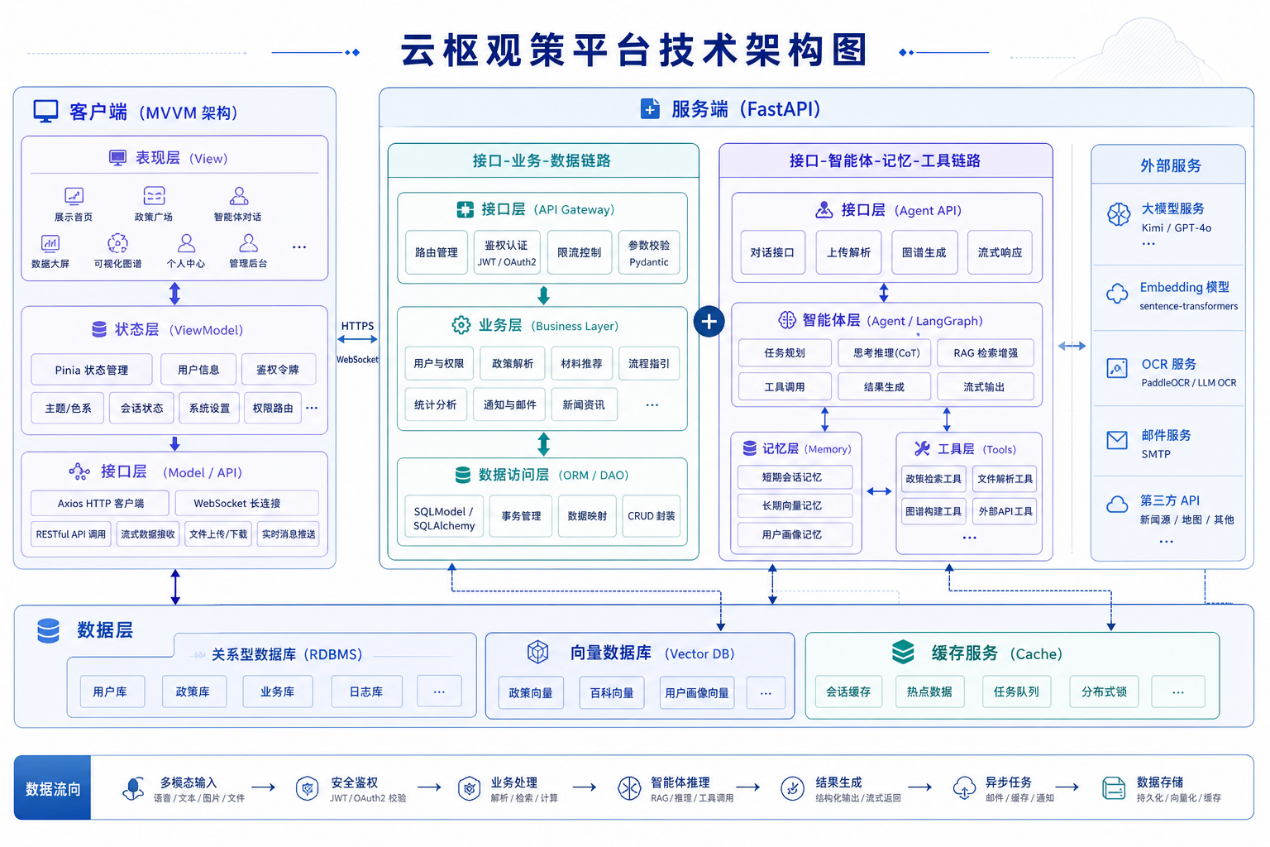 云枢观策平台技术架构图
客户端（MVVM 架构）
表现层（View）
展示首页
政策广场
智能体对话
数据大屏
可视化图谱
个人中心
管理后台
...
状态层（ViewModel）
Pinia 状态管理
用户信息
鉴权令牌
主题/色系
会话状态
系统设置
权限路由
...
接口层（Model / API）
Axios HTTP 客户端
WebSocket 长连接
RESTful API 调用
流式数据接收
文件上传/下载
实时消息推送
HTTPS
WebSocket
服务端（FastAPI）
接口-业务-数据链路
接口层（API Gateway）
路由管理
鉴权认证
JWT / OAuth2
限流控制
参数校验
Pydantic
业务层（Business Layer）
用户与权限
政策解析
材料推荐
流程指引
统计分析
通知与邮件
新闻资讯
...
数据访问层（ORM / DAO）
SQLModel /
SQLAlchemy
事务管理
数据映射
CRUD 封装
接口-智能体-记忆-工具链路
接口层（Agent API）
对话接口
上传解析
图谱生成
流式响应
智能体层（Agent / LangGraph）
任务规划
思考推理(CoT)
RAG 检索增强
工具调用
结果生成
流式输出
记忆层（Memory）
短期会话记忆
长期向量记忆
用户画像记忆
工具层（Tools）
政策检索工具
文件解析工具
图谱构建工具
外部API工具
...
外部服务
大模型服务
Kimi / GPT-4o
...
Embedding 模型
sentence-transformers
OCR 服务
PaddleOCR / LLM OCR
邮件服务
SMTP
第三方 API
新闻源 / 地图 / 其他
...
数据层
关系型数据库（RDBMS）
用户库
政策库
业务库
日志库
...
向量数据库（Vector DB）
政策向量
百科向量
用户画像向量
...
缓存服务（Cache）
会话缓存
热点数据
任务队列
分布式锁
...
数据流向
多模态输入
语音 / 文本 / 图片 / 文件
安全鉴权
JWT / OAuth2 校验
业务处理
解析 / 检索 / 计算
智能体推理
RAG / 推理 / 工具调用
结果生成
结构化输出 / 流式返回
异步任务
邮件 / 缓存 / 通知
数据存储
持久化 / 向量化 / 缓存